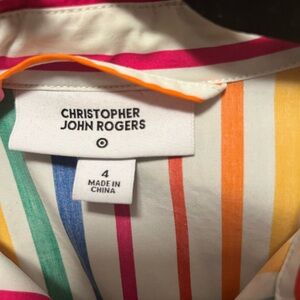 CHRISTOPHER
JOHN ROGERS
4
MADE IN
CHINA